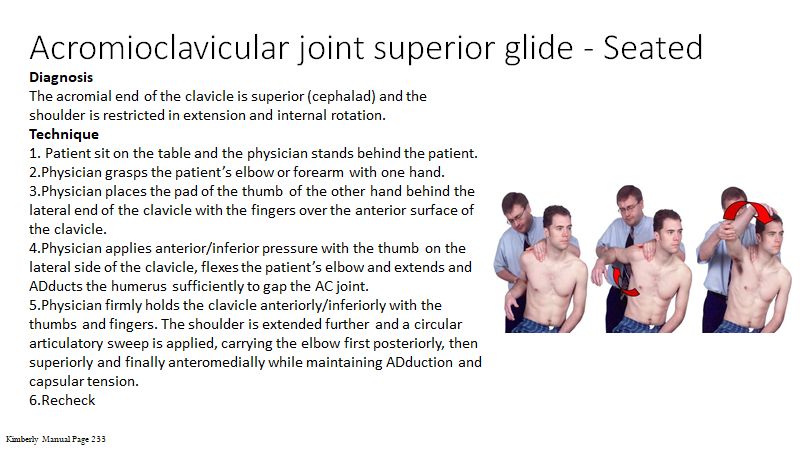 Acromioclavicular joint superior glide - Seated
Diagnosis
The acromial end of the clavicle is superior (cephalad) and the
shoulder is restricted in extension and internal rotation.
Technique
1. Patient sit on the table and the physician stands behind the patient.
2.Physician grasps the patient's elbow or forearm with one hand.
3.Physician places the pad of the thumb of the other hand behind the
lateral end of the clavicle with the fingers over the anterior surface of
the clavicle.
4.Physician applies anterior/inferior pressure with the thumb on the
lateral side of the clavicle, flexes the patient's elbow and extends and
ADducts the humerus sufficiently to gap the AC joint.
5.Physician firmly holds the clavicle anteriorly/inferiorly with the
thumbs and fingers. The shoulder is extended further and a circular
articulatory sweep is applied, carrying the elbow first posteriorly, then
superiorly and finally anteromedially while maintaining ADduction and
capsular tension.
6.Recheck
Kimberly Manual Page 233